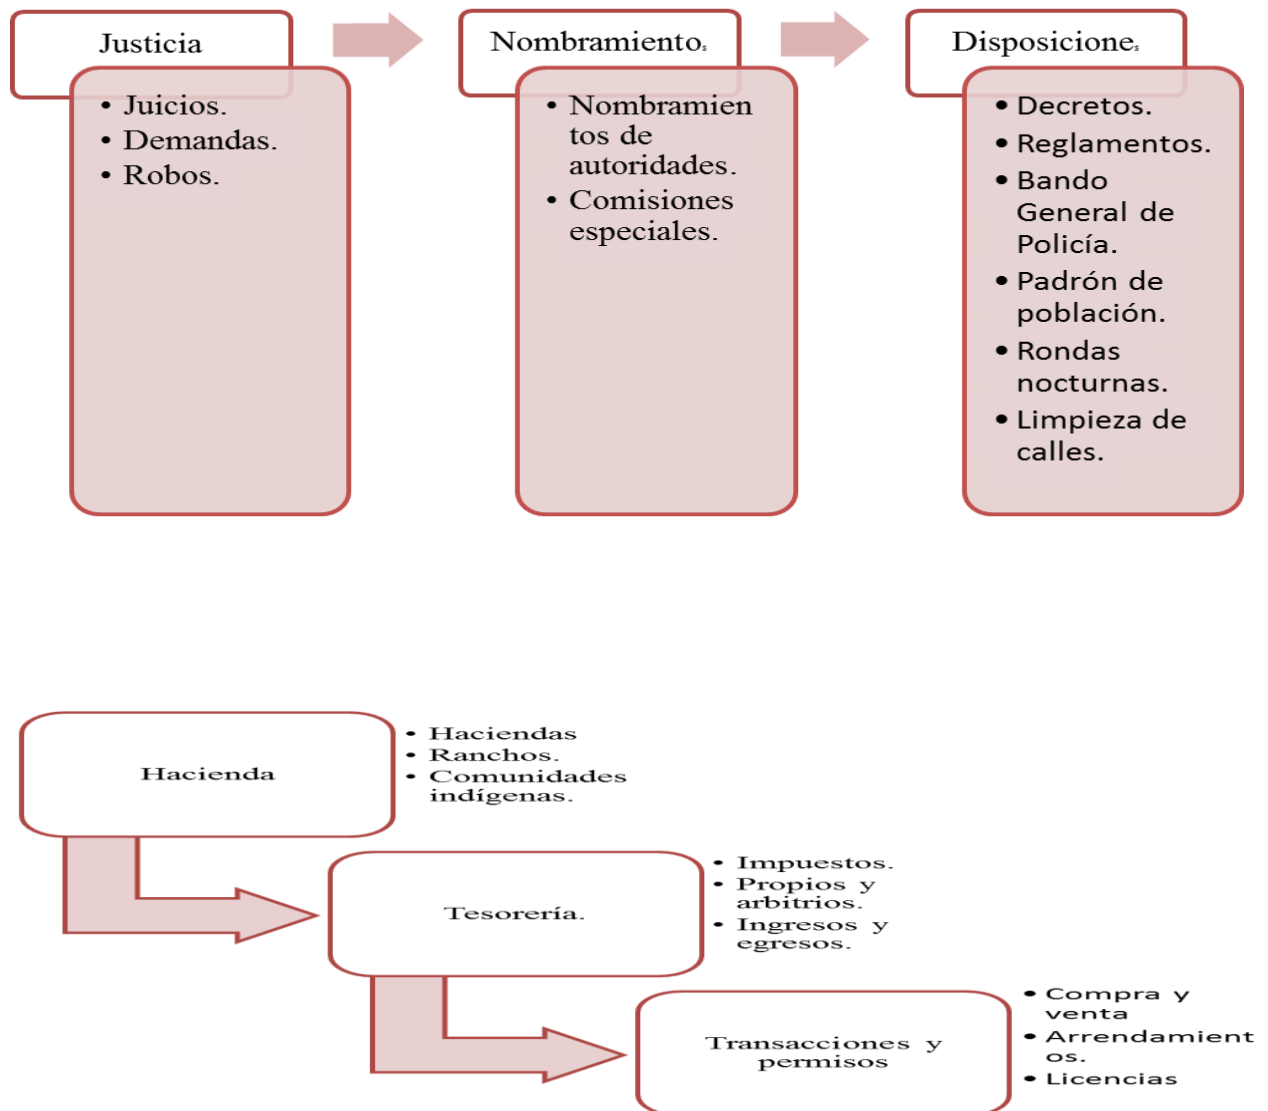 Justicia
• Juicios.
• Demandas.
• Robos.
Nombramientos
• Nombramien
tos de
autoridades.
• Comisiones
especiales.
Disposiciones
• Decretos.
• Reglamentos.
• Bando
General de
Policía.
• Padrón de
población.
• Rondas
nocturnas.
• Limpieza de
calles.
Hacienda
• Haciendas
• Ranchos.
• Comunidades
indígenas.
Tesorería.
• Impuestos.
• Propios y
arbitrios.
• Ingresos y
egresos.
Transacciones y
permisos
• Compra y
venta
• Arrendamient
os.
• Licencias